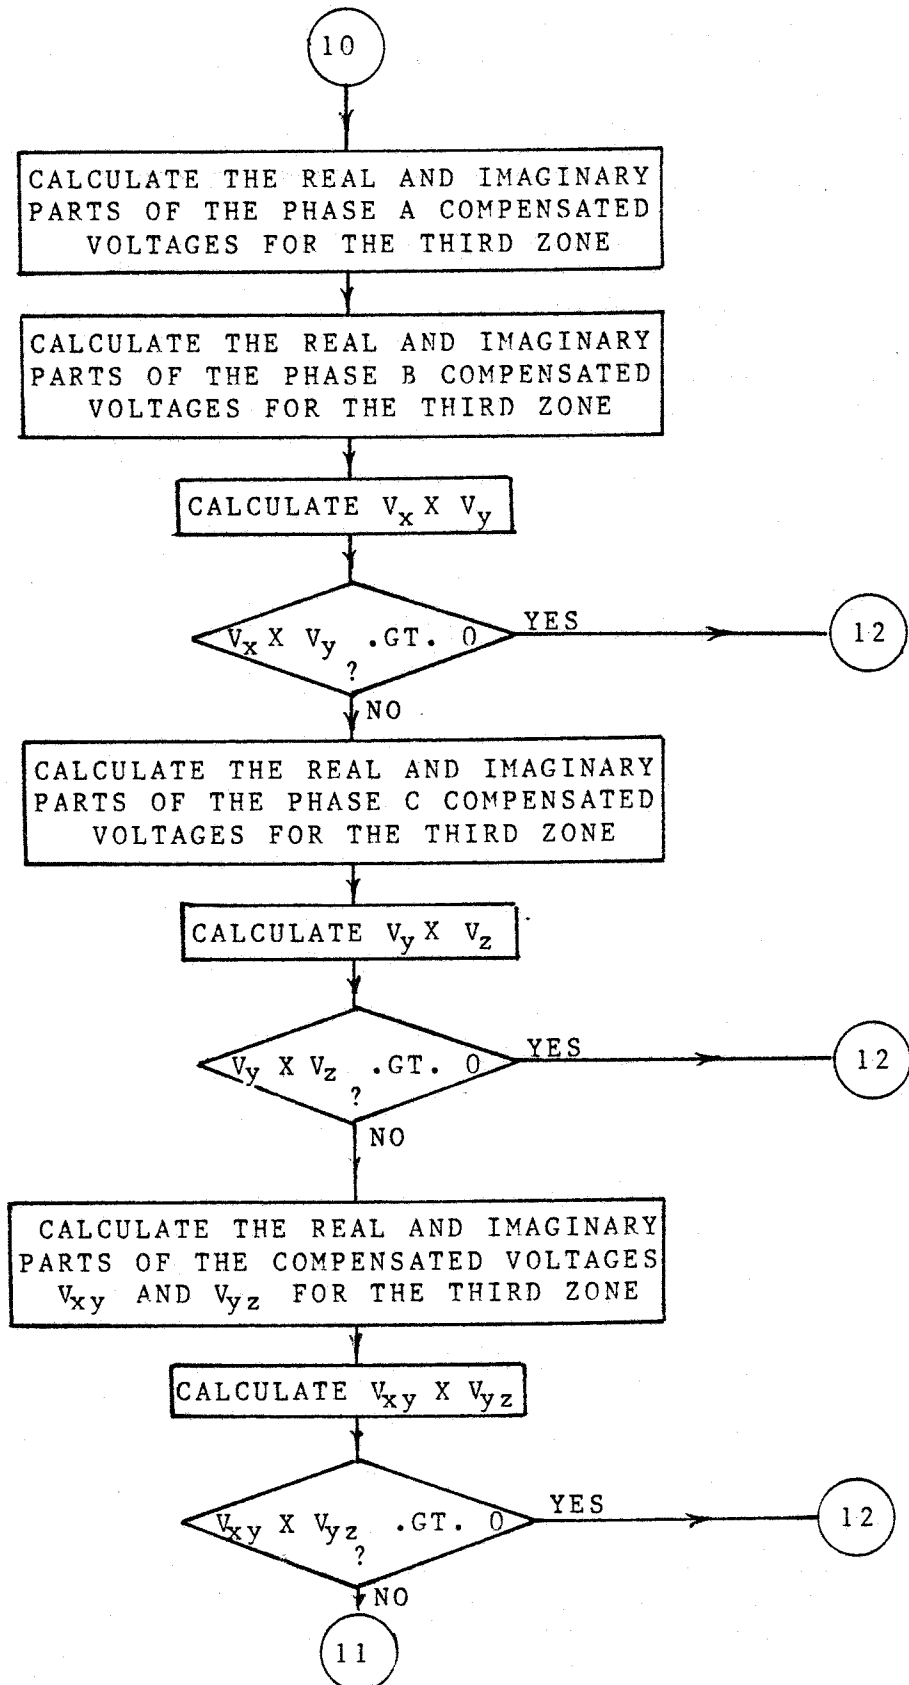 10
CALCULATE THE REAL AND IMAGINARY
PARTS OF THE PHASE A COMPENSATED
VOLTAGES FOR THE THIRD ZONE
CALCULATE THE REAL AND IMAGINARY
PARTS OF THE PHASE B COMPENSATED
VOLTAGES FOR THE THIRD ZONE
CALCULATE Vx X Vy
Vx X Vy .GT. 0 YES 12
?
NO
CALCULATE THE REAL AND IMAGINARY
PARTS OF THE PHASE C COMPENSATED
VOLTAGES FOR THE THIRD ZONE
CALCULATE Vy X Vz
Vy X Vz .GT. 0 YES 12
?
NO
CALCULATE THE REAL AND IMAGINARY
PARTS OF THE COMPENSATED VOLTAGES
Vxy AND Vyz FOR THE THIRD ZONE
CALCULATE Vxy X Vyz
Vxy X Vyz .GT. 0 YES 12
?
NO
11